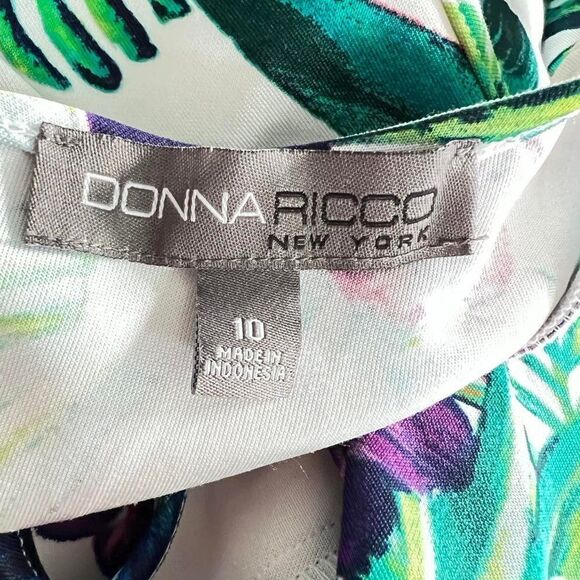 DONNA RICCO
NEW YORK
10
MADE IN
INDONESIA